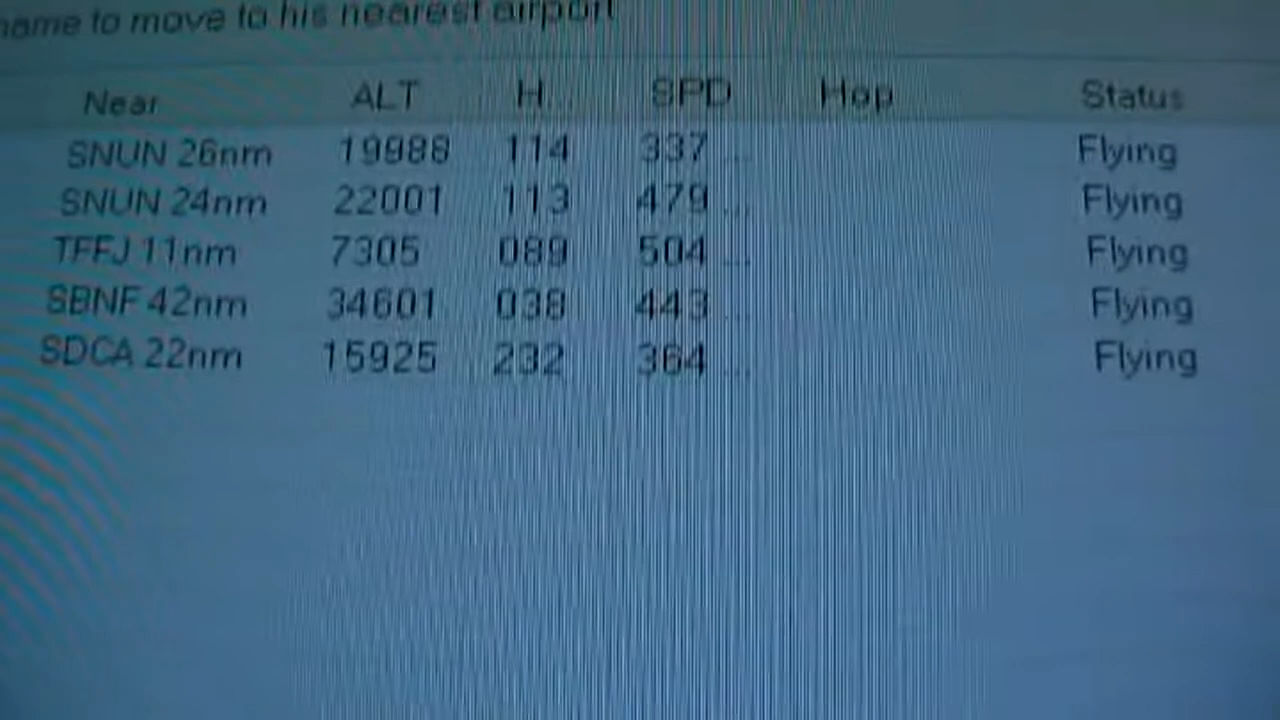 name to move to his nearest airport
Near ALT H... SPD Hop Status
SNUN 26nm 19988 114 337 ... Flying
SNUN 24nm 22001 113 479 ... Flying
TFFJ 11nm 7305 089 504 ... Flying
SBNF 42nm 34601 038 443 ... Flying
SDCA 22nm 15925 232 364 ... Flying